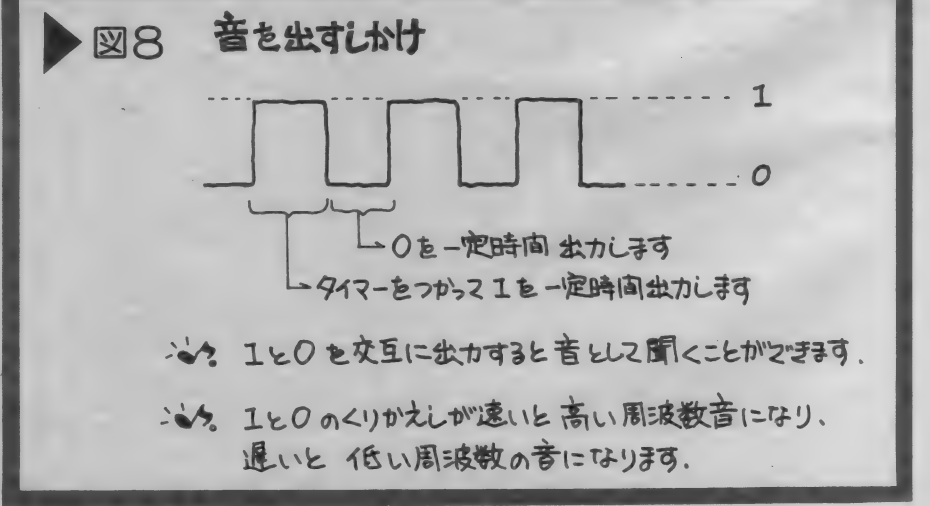 ▶図8 音を出すしかけ
1
0
0を一定時間出力します
タイマーをつかって1を一定時間出力します
1と0を交互に出力すると音として聞くことができます.
1と0のくりかえしが速いと高い周波数音になり、
遅いと 低い周波数の音になります.